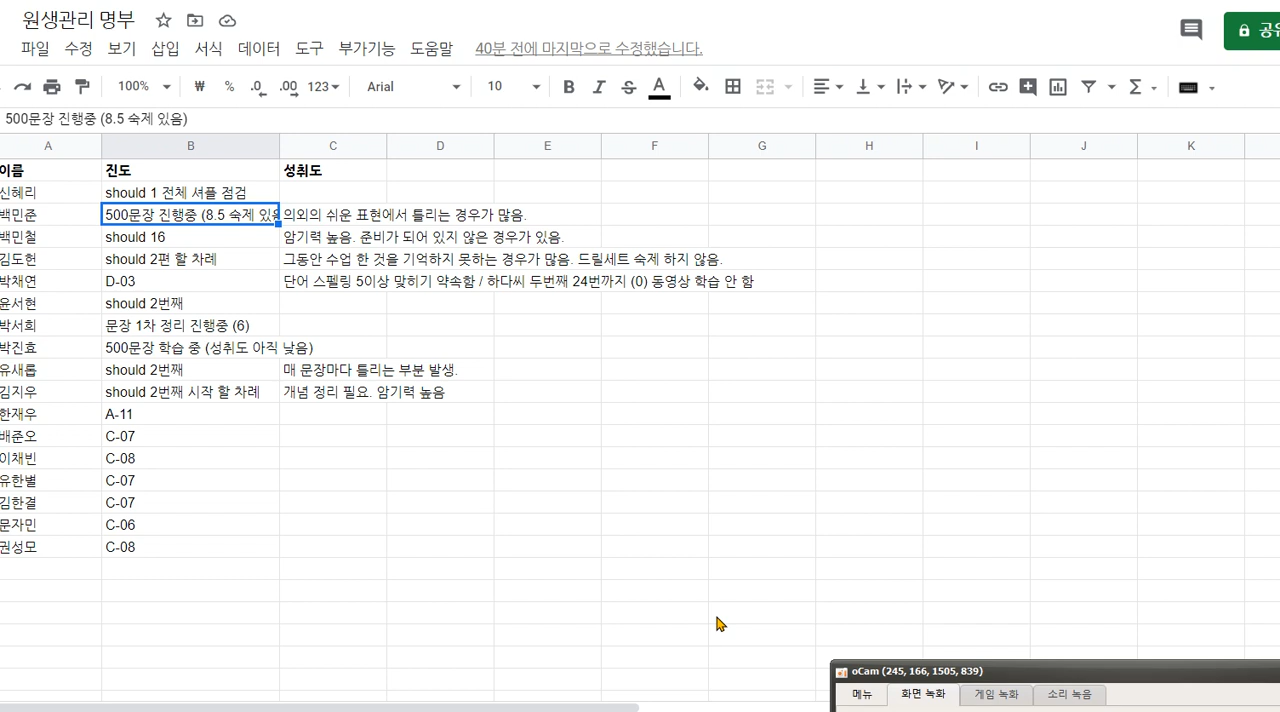 원생관리 명부
파일 수정 보기 삽입 서식 데이터 도구 부가기능 도움말 40분 전에 마지막으로 수정했습니다.
100% ₩ % .0 .00 123 Arial 10 B I S A
500문장 진행중 (8.5 숙제 있음)
A B C D E F G H I J K
이름 진도 성취도
신혜리 should 1 전체 셔플 점검
백민준 500문장 진행중 (8.5 숙제 있음 의외의 쉬운 표현에서 틀리는 경우가 많음.
백민철 should 16 암기력 높음. 준비가 되어 있지 않은 경우가 있음.
김도헌 should 2편 할 차례 그동안 수업 한 것을 기억하지 못하는 경우가 많음. 드릴세트 숙제 하지 않음.
박채연 D-03 단어 스펠링 5이상 맞히기 약속함 / 하다씨 두번째 24번까지 (0) 동영상 학습 안 함
윤서현 should 2번째
박서희 문장 1차 정리 진행중 (6)
박진효 500문장 학습 중 (성취도 아직 낮음)
유새롭 should 2번째 매 문장마다 틀리는 부분 발생.
김지우 should 2번째 시작 할 차례 개념 정리 필요. 암기력 높음
한재우 A-11
배준오 C-07
이채빈 C-08
유한별 C-07
김한결 C-07
문자민 C-06
권성모 C-08
oCam (245, 166, 1505, 839)
메뉴 화면 녹화 게임 녹화 소리 녹음